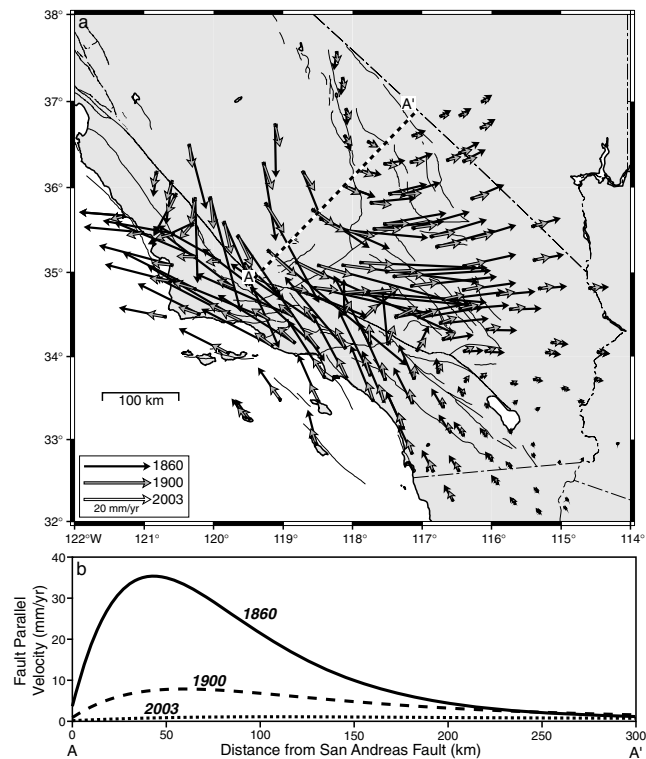 38°
a
37°
A'
36°
35°
A
34°
100 km
33°
1860
1900
2003
20 mm/yr
32°
122°W 121° 120° 119° 118° 117° 116° 115° 114°
b
40
30
20
10
0
Fault Parallel
Velocity (mm/yr)
1860
1900
2003
0 50 100 150 200 250 300
A Distance from San Andreas Fault (km) A'